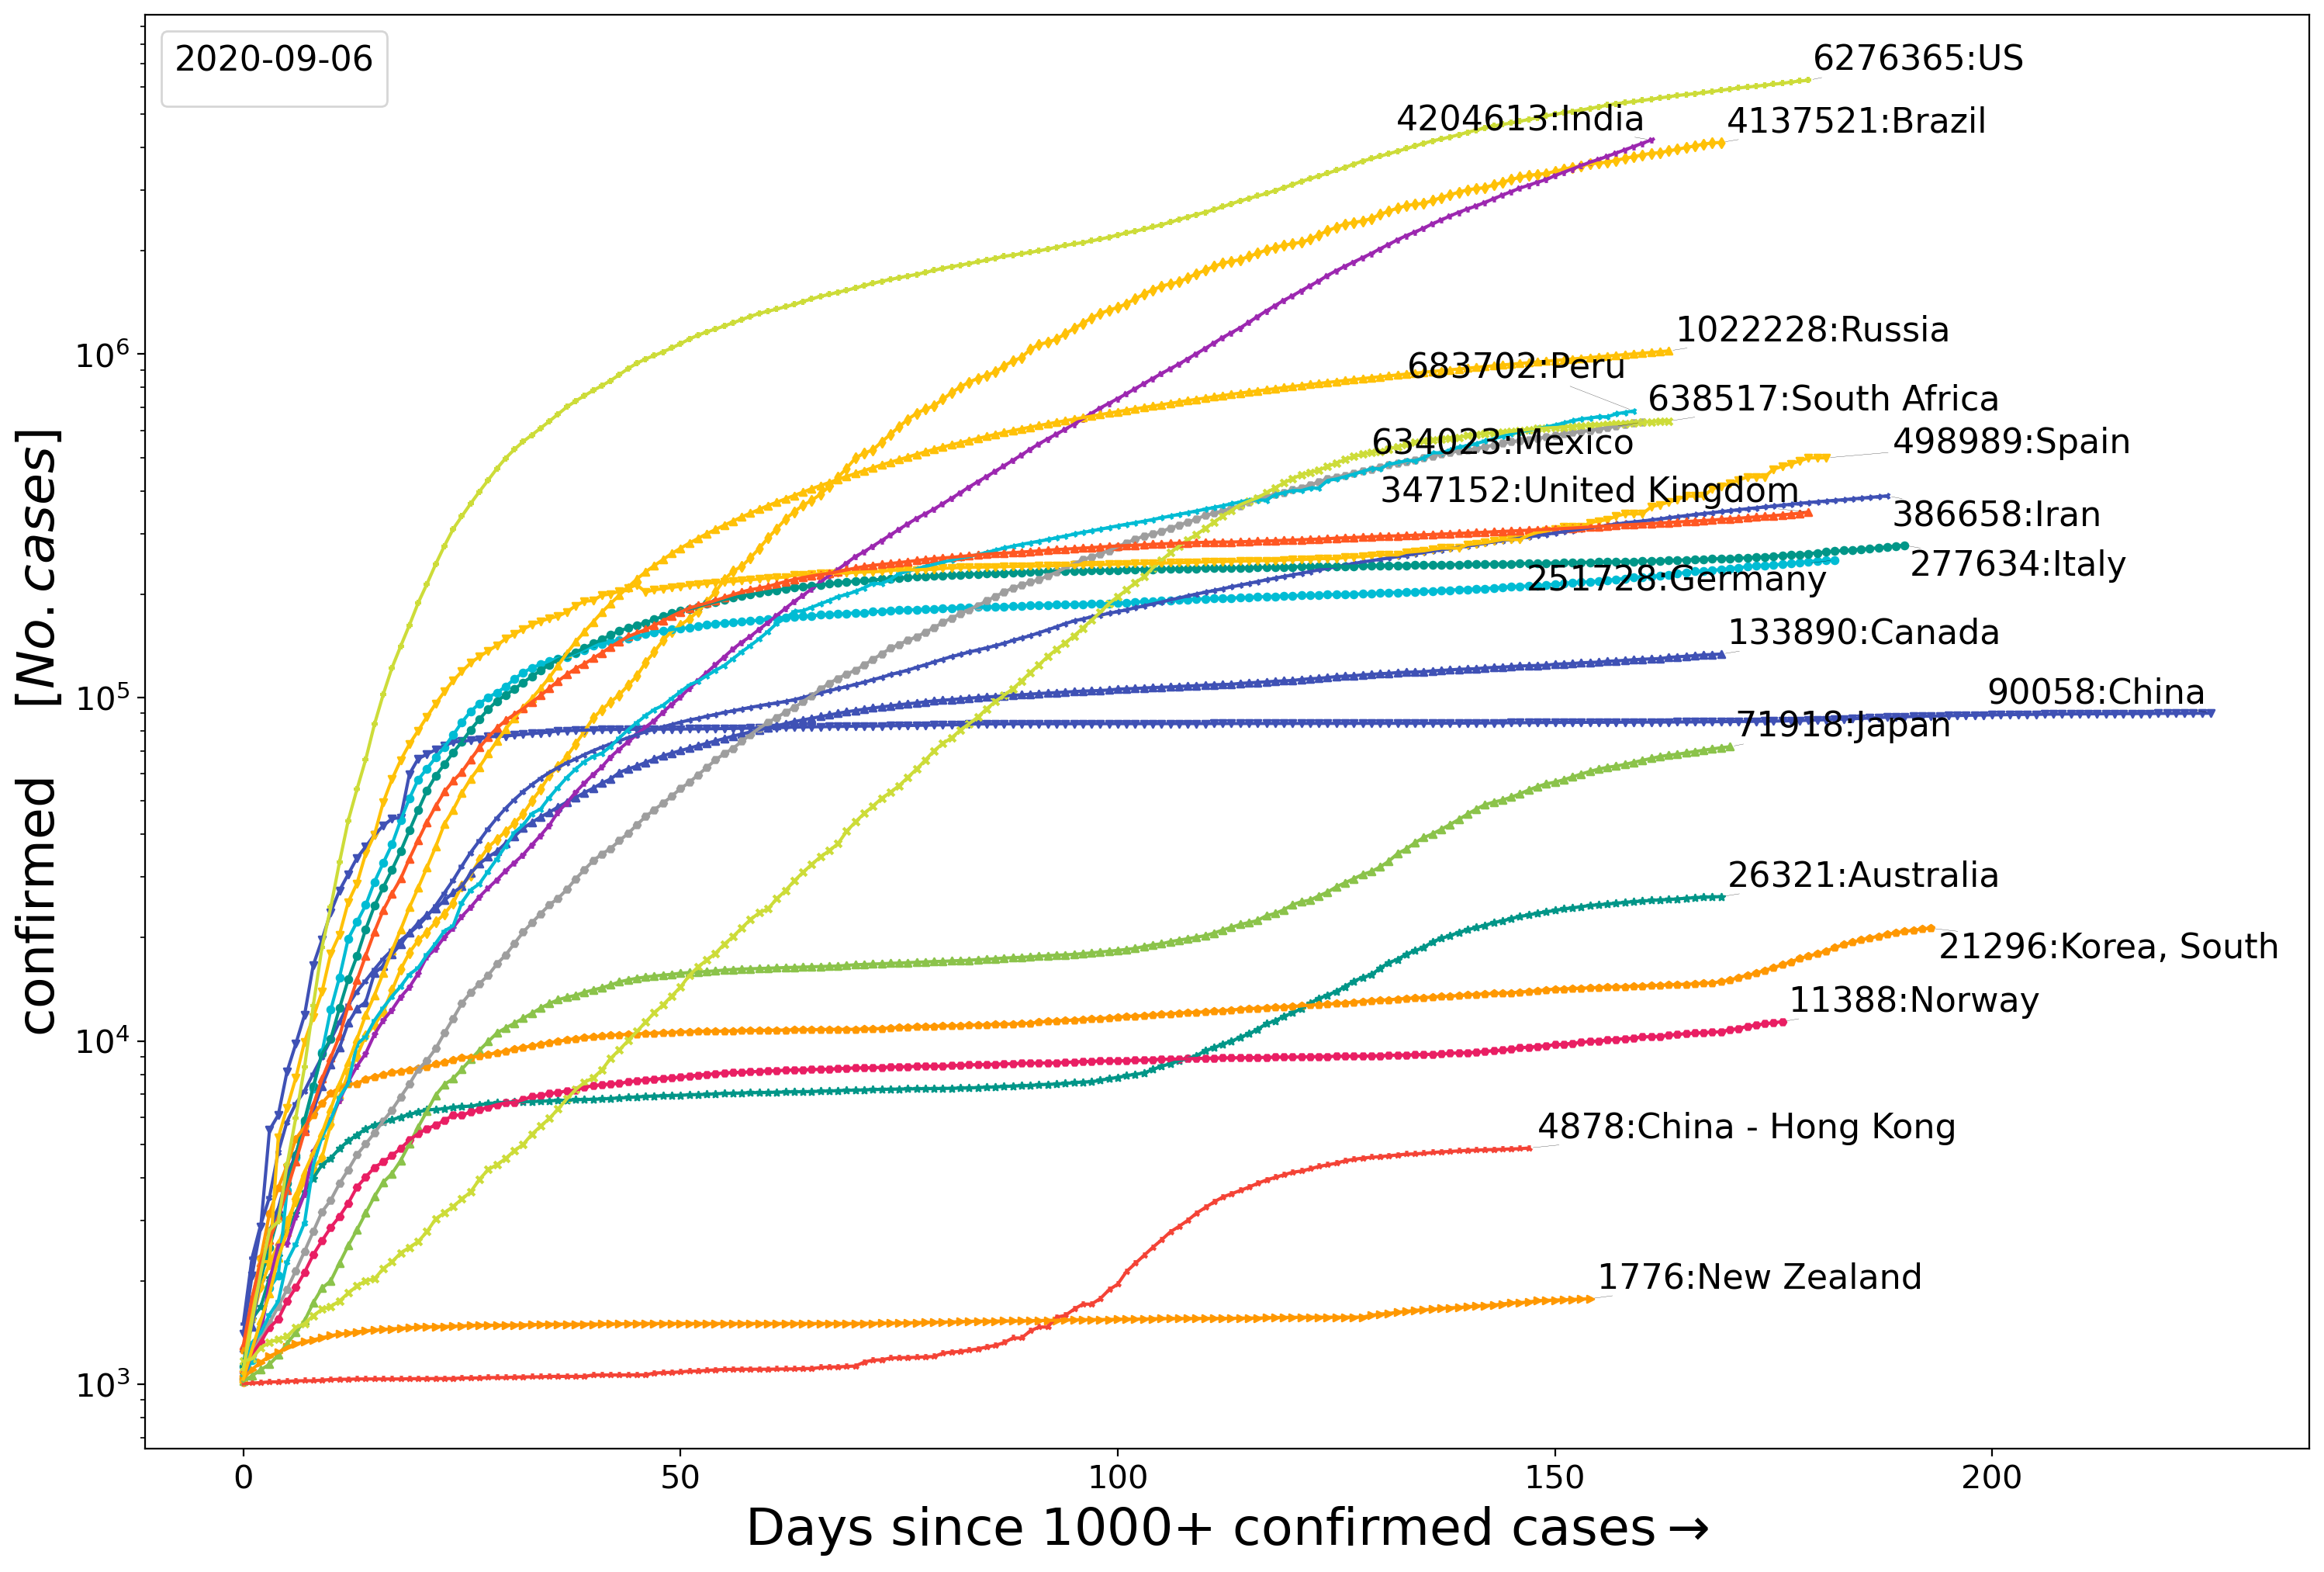 2020-09-06
6276365:US
4204613:India
4137521:Brazil
1022228:Russia
683702:Peru
638517:South Africa
634023:Mexico
498989:Spain
347152:United Kingdom
386658:Iran
277634:Italy
251728:Germany
133890:Canada
90058:China
71918:Japan
26321:Australia
21296:Korea, South
11388:Norway
4878:China - Hong Kong
1776:New Zealand
10⁶
10⁵
10⁴
10³
confirmed [No. cases]
0 50 100 150 200
Days since 1000+ confirmed cases→